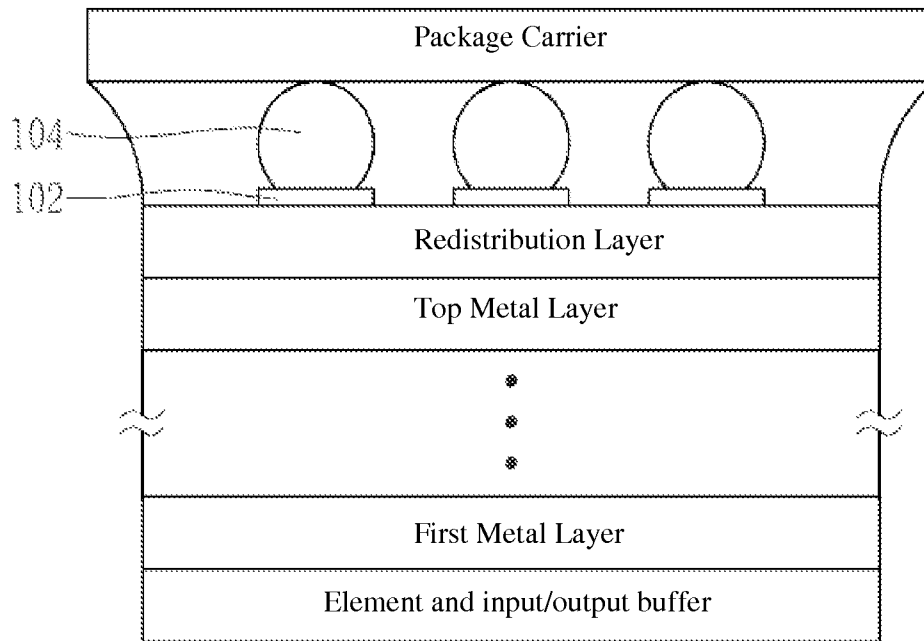 Package Carrier
104
102
Redistribution Layer
Top Metal Layer
First Metal Layer
Element and input/output buffer